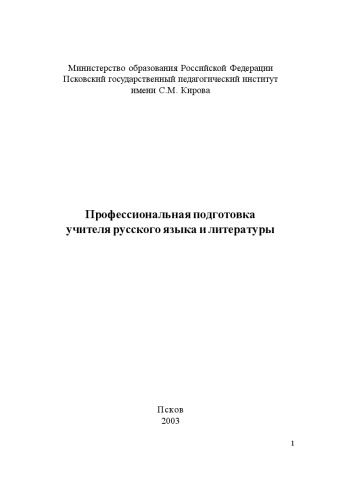 Министерство образования Российской Федерации
Псковский государственный педагогический институт
имени С.М. Кирова
Профессиональная подготовка
учителя русского языка и литературы
Псков
2003
1